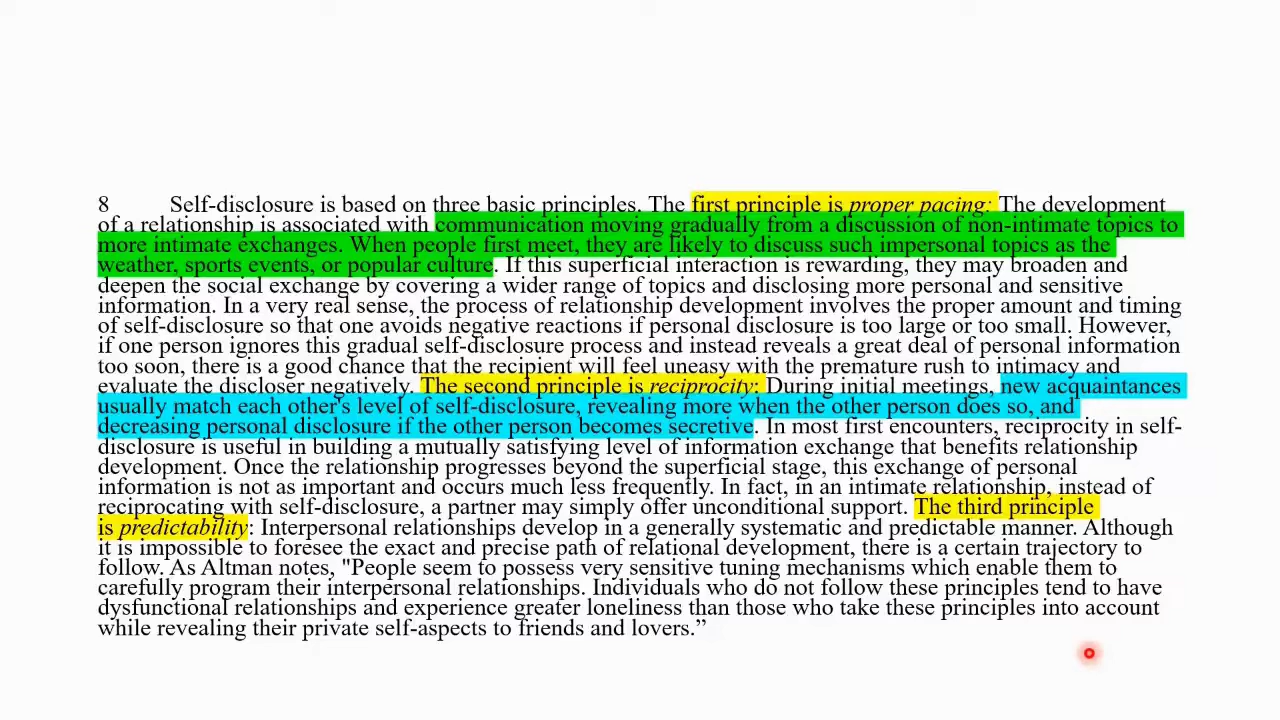 8 Self-disclosure is based on three basic principles. The first principle is proper pacing: The development
of a relationship is associated with communication moving gradually from a discussion of non-intimate topics to
more intimate exchanges. When people first meet, they are likely to discuss such impersonal topics as the
weather, sports events, or popular culture. If this superficial interaction is rewarding, they may broaden and
deepen the social exchange by covering a wider range of topics and disclosing more personal and sensitive
information. In a very real sense, the process of relationship development involves the proper amount and timing
of self-disclosure so that one avoids negative reactions if personal disclosure is too large or too small. However,
if one person ignores this gradual self-disclosure process and instead reveals a great deal of personal information
too soon, there is a good chance that the recipient will feel uneasy with the premature rush to intimacy and
evaluate the discloser negatively. The second principle is reciprocity: During initial meetings, new acquaintances
usually match each other's level of self-disclosure, revealing more when the other person does so, and
decreasing personal disclosure if the other person becomes secretive. In most first encounters, reciprocity in self-
disclosure is useful in building a mutually satisfying level of information exchange that benefits relationship
development. Once the relationship progresses beyond the superficial stage, this exchange of personal
information is not as important and occurs much less frequently. In fact, in an intimate relationship, instead of
reciprocating with self-disclosure, a partner may simply offer unconditional support. The third principle
is predictability: Interpersonal relationships develop in a generally systematic and predictable manner. Although
it is impossible to foresee the exact and precise path of relational development, there is a certain trajectory to
follow. As Altman notes, "People seem to possess very sensitive tuning mechanisms which enable them to
carefully program their interpersonal relationships. Individuals who do not follow these principles tend to have
dysfunctional relationships and experience greater loneliness than those who take these principles into account
while revealing their private self-aspects to friends and lovers.”